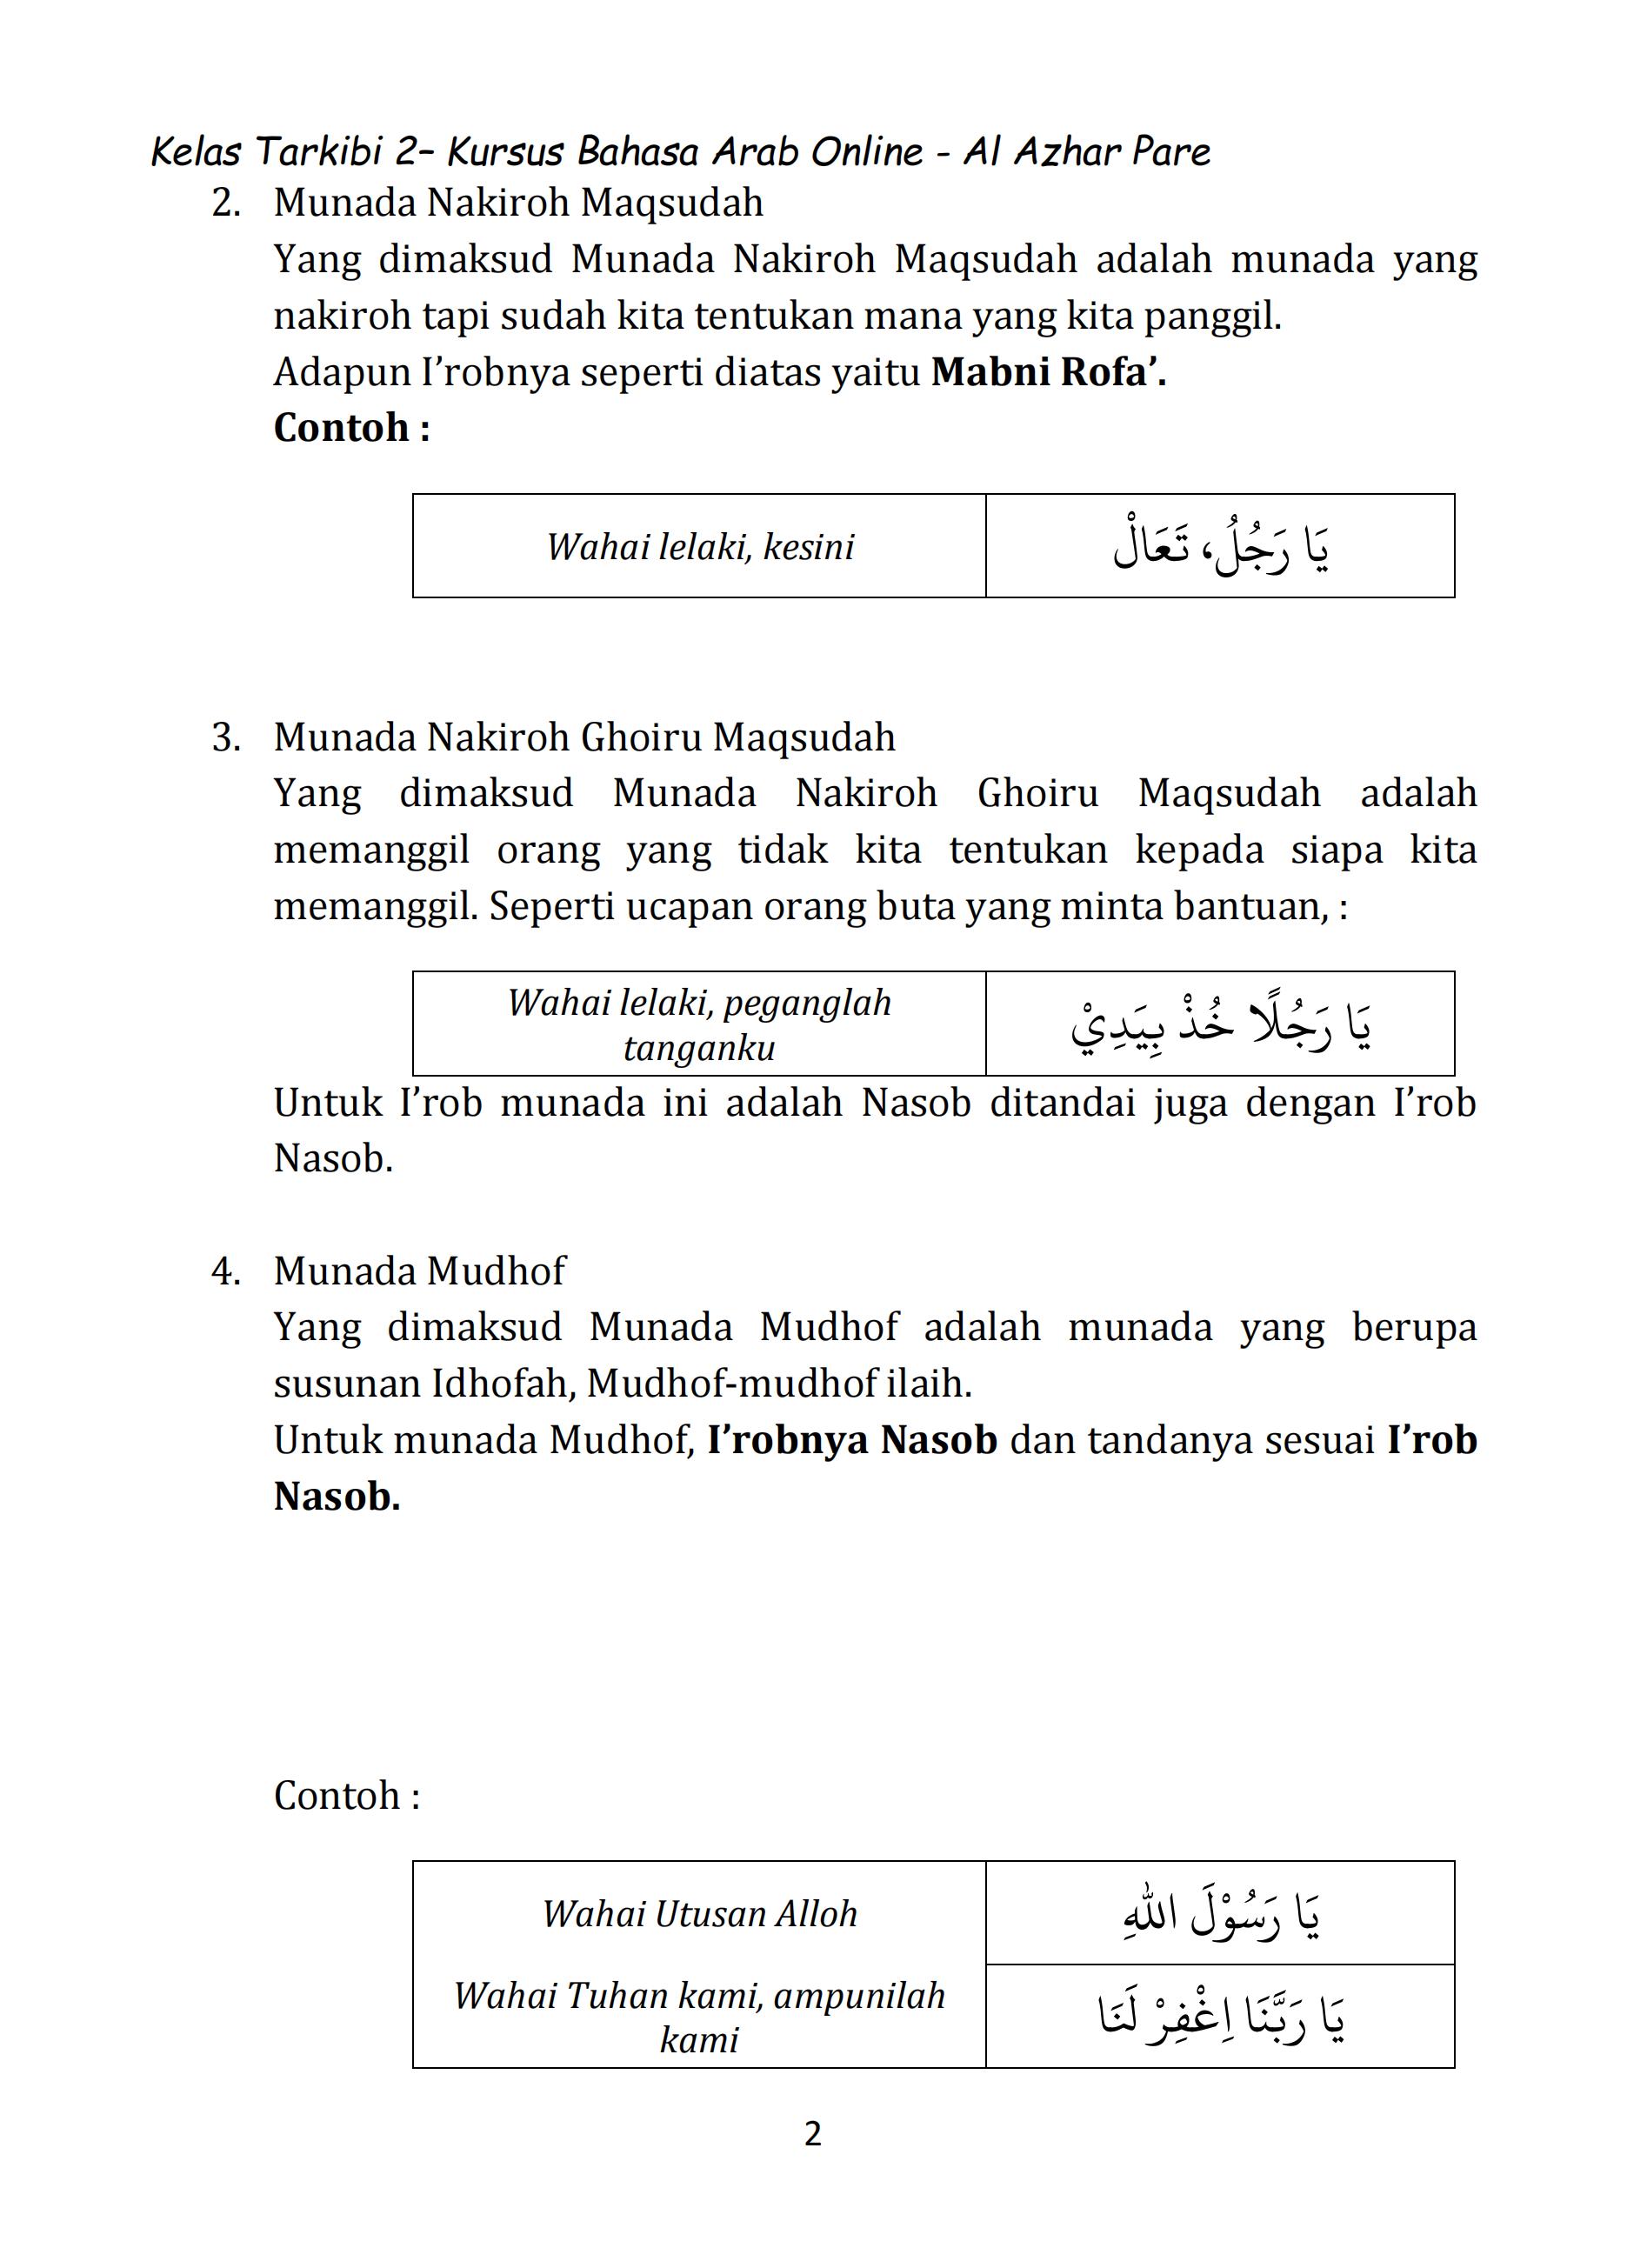 Kelas Tarkibi 2– Kursus Bahasa Arab Online - Al Azhar Pare
2. Munada Nakiroh Maqsudah
Yang dimaksud Munada Nakiroh Maqsudah adalah munada yang
nakiroh tapi sudah kita tentukan mana yang kita panggil.
Adapun I’robnya seperti diatas yaitu Mabni Rofa’.
Contoh :
Wahai lelaki, kesini
يَا رَجُلُ، تَعَالْ
3. Munada Nakiroh Ghoiru Maqsudah
Yang dimaksud Munada Nakiroh Ghoiru Maqsudah adalah
memanggil orang yang tidak kita tentukan kepada siapa kita
memanggil. Seperti ucapan orang buta yang minta bantuan, :
Wahai lelaki, peganglah
tanganku
يَا رَجُلًا خُذْ بِيَدِيْ
Untuk I’rob munada ini adalah Nasob ditandai juga dengan I’rob
Nasob.
4. Munada Mudhof
Yang dimaksud Munada Mudhof adalah munada yang berupa
susunan Idhofah, Mudhof-mudhof ilaih.
Untuk munada Mudhof, I’robnya Nasob dan tandanya sesuai I’rob
Nasob.
Contoh :
Wahai Utusan Alloh
يَا رَسُوْلَ اللهِ
Wahai Tuhan kami, ampunilah
kami
يَا رَبَّنَا اِغْفِرْ لَنَا
2